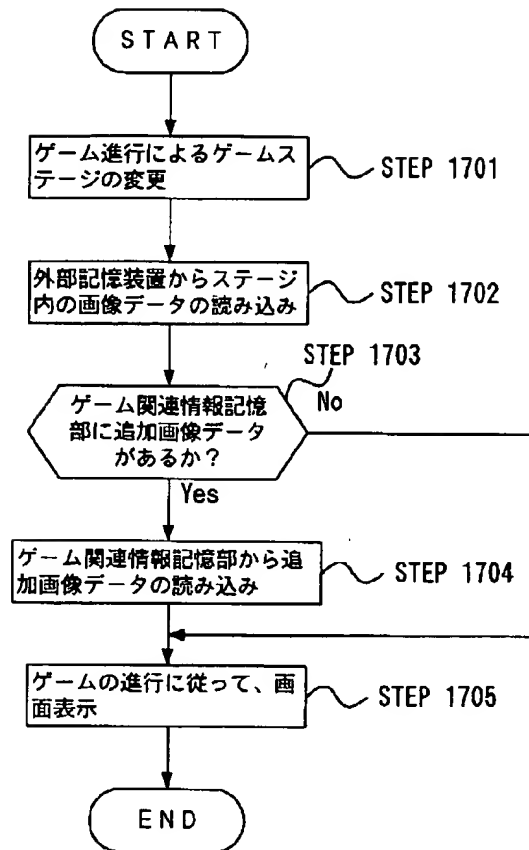 START
ゲーム進行によるゲームス
テージの変更
STEP 1701
外部記憶装置からステージ
内の画像データの読み込み
STEP 1702
STEP 1703
ゲーム関連情報記憶
部に追加画像データ
があるか?
No
Yes
ゲーム関連情報記憶部から追
加画像データの読み込み
STEP 1704
ゲームの進行に従って、画
面表示
STEP 1705
END